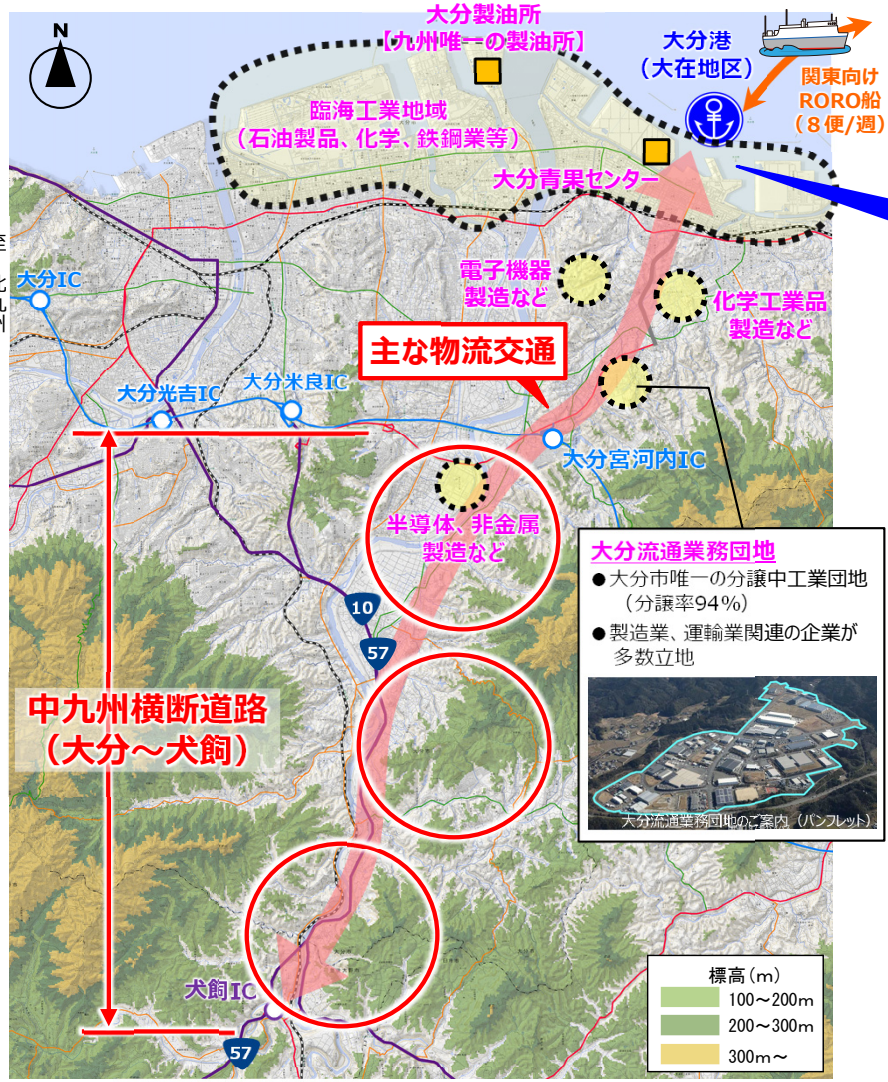 N
大分製油所
【九州唯一の製油所】
大分港
（大在地区）
関東向け
RORO船
（８便/週）
臨海工業地域
（石油製品、化学、鉄鋼業等）
大分青果センター
至
北九州
大分IC
電子機器
製造など
化学工業品
製造など
主な物流交通
大分光吉IC
大分米良IC
大分宮河内IC
半導体、非金属
製造など
大分流通業務団地
●大分市唯一の分譲中工業団地
（分譲率94%）
●製造業、運輸業関連の企業が
多数立地
大分流通業務団地のご案内（パンフレット）
10
57
中九州横断道路
（大分～犬飼）
犬飼IC
57
標高（m）
100～200m
200～300m
300m～